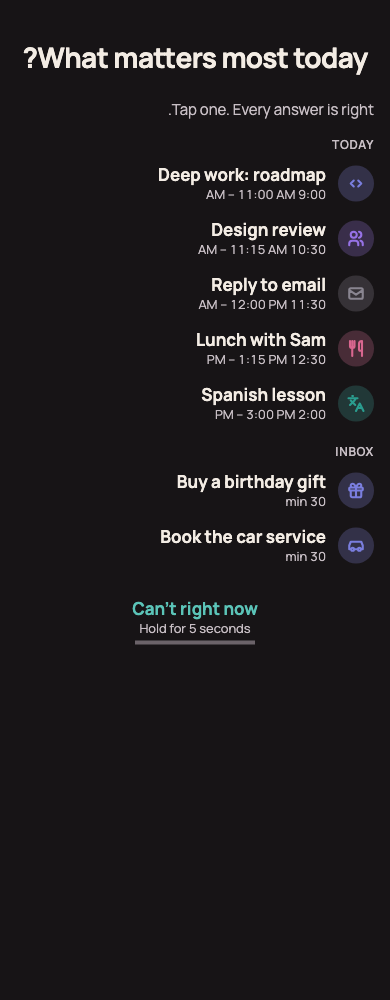 ?What matters most today
.Tap one. Every answer is right
TODAY
Deep work: roadmap
AM – 11:00 AM 9:00
Design review
AM – 11:15 AM 10:30
Reply to email
AM – 12:00 PM 11:30
Lunch with Sam
PM – 1:15 PM 12:30
Spanish lesson
PM – 3:00 PM 2:00
INBOX
Buy a birthday gift
min 30
Book the car service
min 30
Can't right now
Hold for 5 seconds